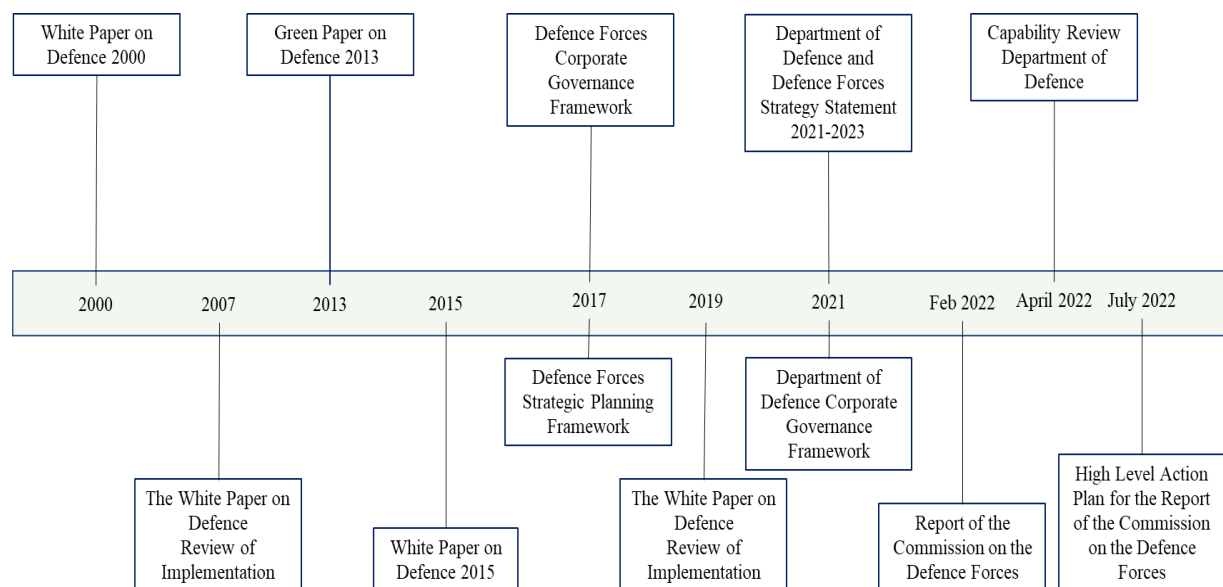 White Paper on
Defence 2000
Green Paper on
Defence 2013
Defence Forces
Corporate
Governance
Framework
Department of
Defence and
Defence Forces
Strategy Statement
2021-2023
Capability Review
Department of
Defence
2000
2007
2013
2015
2017
2019
2021
Feb 2022
April 2022
July 2022
The White Paper on
Defence
Review of
Implementation
White Paper on
Defence 2015
Defence Forces
Strategic Planning
Framework
The White Paper on
Defence
Review of
Implementation
Department of
Defence Corporate
Governance
Framework
Report of the
Commission on the
Defence Forces
High Level Action
Plan for the Report
of the Commission
on the Defence
Forces